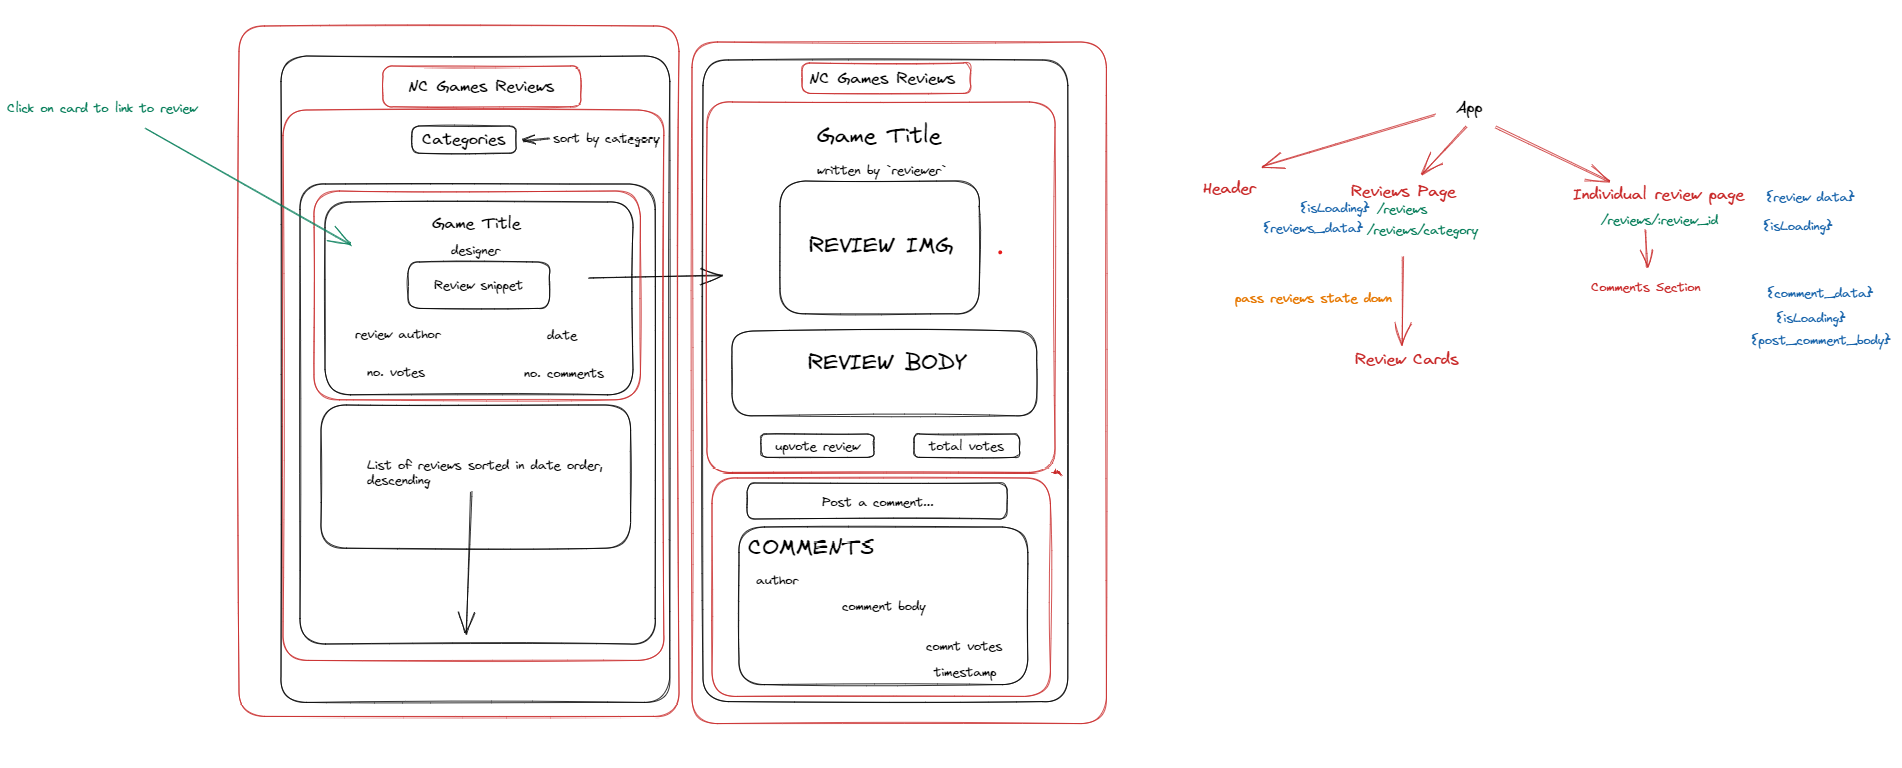 Click on card to link to review
NC Games Reviews
Categories
sort by category
Game Title
designer
Review snippet
review author
date
no. votes
no. comments
List of reviews sorted in date order,
descending
NC Games Reviews
Game Title
written by `reviewer`
REVIEW IMG
REVIEW BODY
upvote review
total votes
Post a comment...
COMMENTS
author
comment body
comnt votes
timestamp
App
Header
Reviews Page
{isLoading} /reviews
{reviews_data} /reviews/category
pass reviews state down
Review Cards
Individual review page
{review data}
/reviews/:review_id
{isLoading}
Comments Section
{comment_data}
{isLoading}
{post_comment_body}